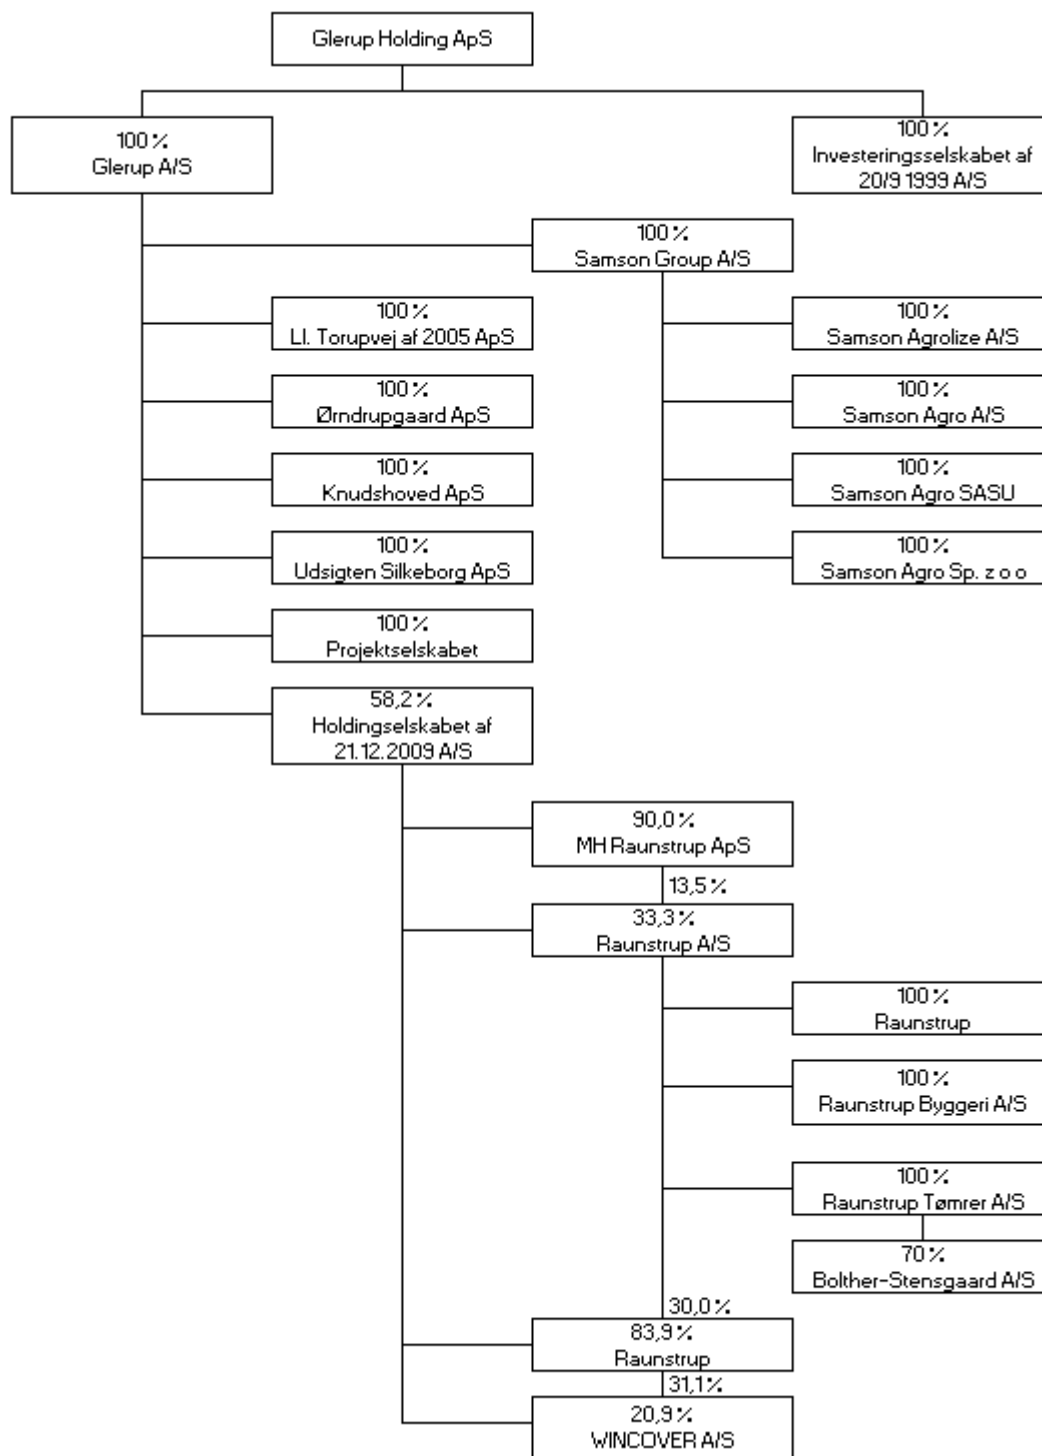 Glerup Holding ApS
100%
Glerup A/S
100%
Investeringsselskabet af
20/9 1999 A/S
100%
Samson Group A/S
100%
Ll. Torupvej af 2005 ApS
100%
Samson Agrolize A/S
100%
Ørndrupgaard ApS
100%
Samson Agro A/S
100%
Knudshoved ApS
100%
Samson Agro SASU
100%
Udsigten Silkeborg ApS
100%
Samson Agro Sp. z o o
100%
Projektselskabet
58,2%
Holdingselskabet af
21.12.2009 A/S
90,0%
MH Raunstrup ApS
13,5%
33,3%
Raunstrup A/S
100%
Raunstrup
100%
Raunstrup Byggeri A/S
100%
Raunstrup Tømrer A/S
70%
Bolther-Stensgaard A/S
30,0%
83,9%
Raunstrup
31,1%
20,9%
WINCOVER A/S